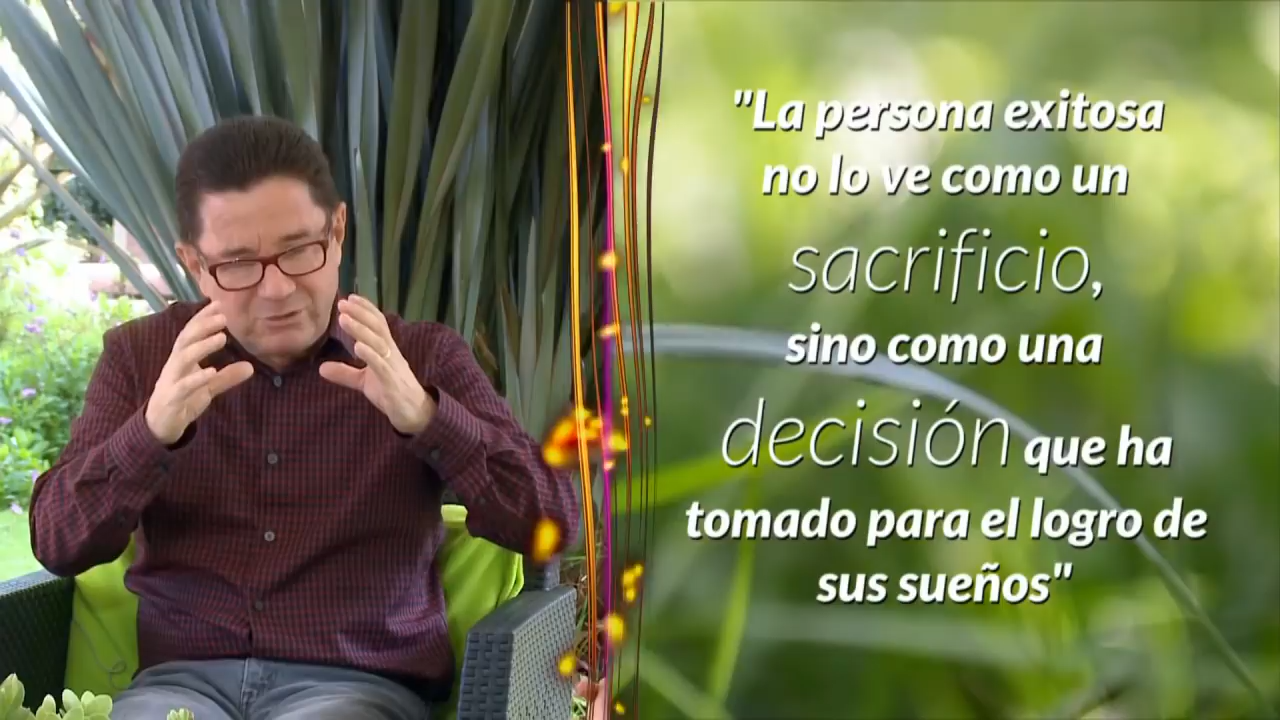 "La persona exitosa
no lo ve como un
sacrificio,
sino como una
decisión que ha
tomado para el logro de
sus sueños"